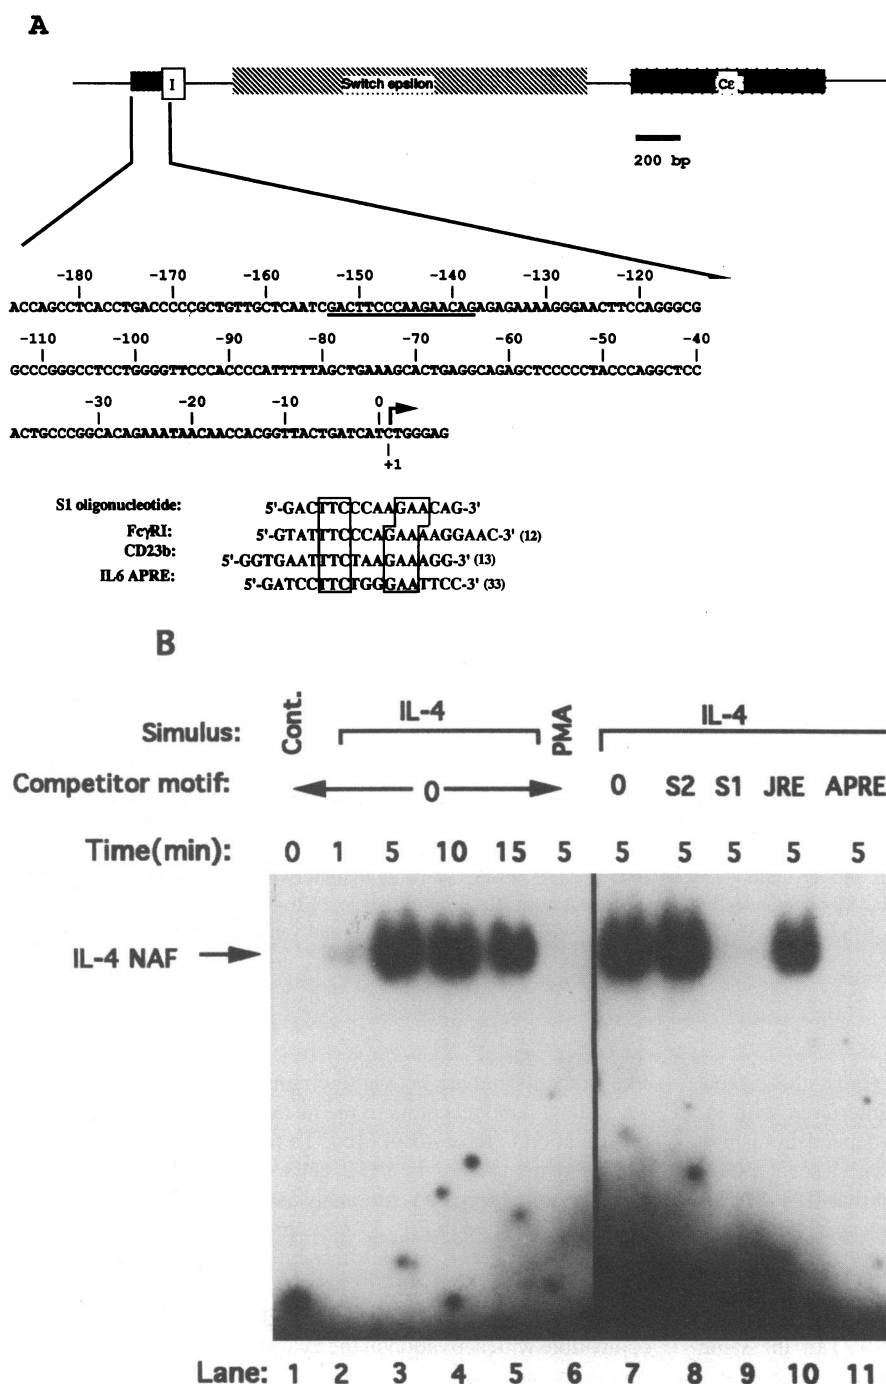 A
I
Switch epsilon
Cε
200 bp
-180 -170 -160 -150 -140 -130 -120
ACCAGCCTCACCTGACCCCCGCTGTTGCTCAATCGACTTCCCAAGAACAGAGAGAAAAGGGAACTTCCAGGGCG
-110 -100 -90 -80 -70 -60 -50 -40
GCCCGGGCCTCCTGGGGTTCCCACCCCATTTTTAGCTGAAAGCACTGAGGCAGAGCTCCCCCTACCCAGGCTCC
-30 -20 -10 0
ACTGCCCGGCACAGAAATAACAACCACGGTTACTGATCATCTGGGAG
+1
S1 oligonucleotide: 5'-GACTTCCCAAGAACAG-3'
FcγRI: 5'-GTATTTCCCAGAAAAGGAAC-3' (12)
CD23b: 5'-GGTGAATTTCTAAGAAAGG-3' (13)
IL6 APRE: 5'-GATCCTTCTGGGAATTCC-3' (33)
B
Simulus: Cont. IL-4 PMA IL-4
Competitor motif: 0 0 S2 S1 JRE APRE
Time(min): 0 1 5 10 15 5 5 5 5 5 5
IL-4 NAF
Lane: 1 2 3 4 5 6 7 8 9 10 11